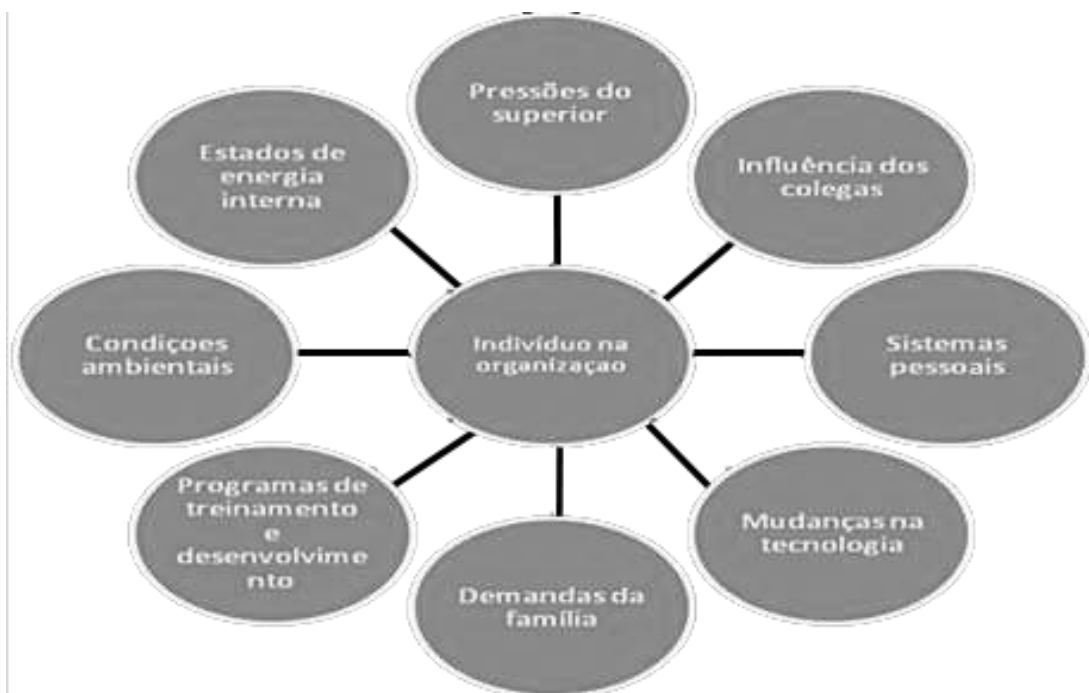 Pressões do
superior
Estados de
energia
interna
Influência dos
colegas
Condiçoes
ambientais
Indivíduo na
organizaçao
Sistemas
pessoais
Programas de
treinamento
e
desenvolvime
nto
Mudanças na
tecnologia
Demandas da
família